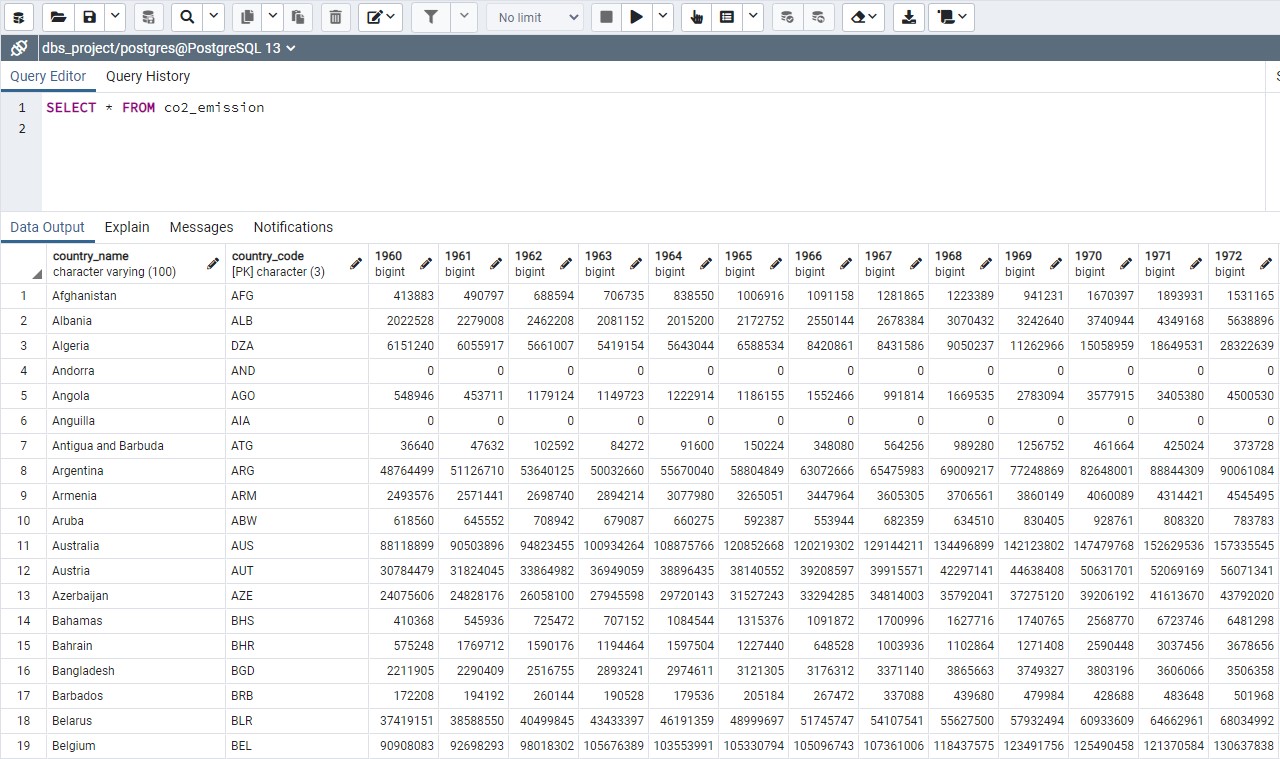 No limit
dbs_project/postgres@PostgreSQL 13
Query Editor Query History
1 SELECT * FROM co2_emission
2
Data Output Explain Messages Notifications
country_name country_code 1960 1961 1962 1963 1964 1965 1966 1967 1968 1969 1970 1971 1972
character varying (100) [PK] character (3) bigint bigint bigint bigint bigint bigint bigint bigint bigint bigint bigint bigint bigint
1 Afghanistan AFG 413883 490797 688594 706735 838550 1006916 1091158 1281865 1223389 941231 1670397 1893931 1531165
2 Albania ALB 2022528 2279008 2462208 2081152 2015200 2172752 2550144 2678384 3070432 3242640 3740944 4349168 5638896
3 Algeria DZA 6151240 6055917 5661007 5419154 5643044 6588534 8420861 8431586 9050237 11262966 15058959 18649531 28322639
4 Andorra AND 0 0 0 0 0 0 0 0 0 0 0 0 0
5 Angola AGO 548946 453711 1179124 1149723 1222914 1186155 1552466 991814 1669535 2783094 3577915 3405380 4500530
6 Anguilla AIA 0 0 0 0 0 0 0 0 0 0 0 0 0
7 Antigua and Barbuda ATG 36640 47632 102592 84272 91600 150224 348080 564256 989280 1256752 461664 425024 373728
8 Argentina ARG 48764499 51126710 53640125 50032660 55670040 58804849 63072666 65475983 69009217 77248869 82648001 88844309 90061084
9 Armenia ARM 2493576 2571441 2698740 2894214 3077980 3265051 3447964 3605305 3706561 3860149 4060089 4314421 4545495
10 Aruba ABW 618560 645552 708942 679087 660275 592387 553944 682359 634510 830405 928761 808320 783783
11 Australia AUS 88118899 90503896 94823455 100934264 108875766 120852668 120219302 129144211 134496899 142123802 147479768 152629536 157335545
12 Austria AUT 30784479 31824045 33864982 36949059 38896435 38140552 39208597 39915571 42297141 44638408 50631701 52069169 56071341
13 Azerbaijan AZE 24075606 24828176 26058100 27945598 29720143 31527243 33294285 34814003 35792041 37275120 39206192 41613670 43792020
14 Bahamas BHS 410368 545936 725472 707152 1084544 1315376 1091872 1700996 1627716 1740765 2568770 6723746 6481298
15 Bahrain BHR 575248 1769712 1590176 1194464 1597504 1227440 648528 1003936 1102864 1271408 2590448 3037456 3678656
16 Bangladesh BGD 2211905 2290409 2516755 2893241 2974611 3121305 3176312 3371140 3865663 3749327 3803196 3606066 3506358
17 Barbados BRB 172208 194192 260144 190528 179536 205184 267472 337088 439680 479984 428688 483648 501968
18 Belarus BLR 37419151 38588550 40499845 43433397 46191359 48999697 51745747 54107541 55627500 57932494 60933609 64662961 68034992
19 Belgium BEL 90908083 92698293 98018302 105676389 103553991 105330794 105096743 107361006 118437575 123491756 125490458 121370584 130637838